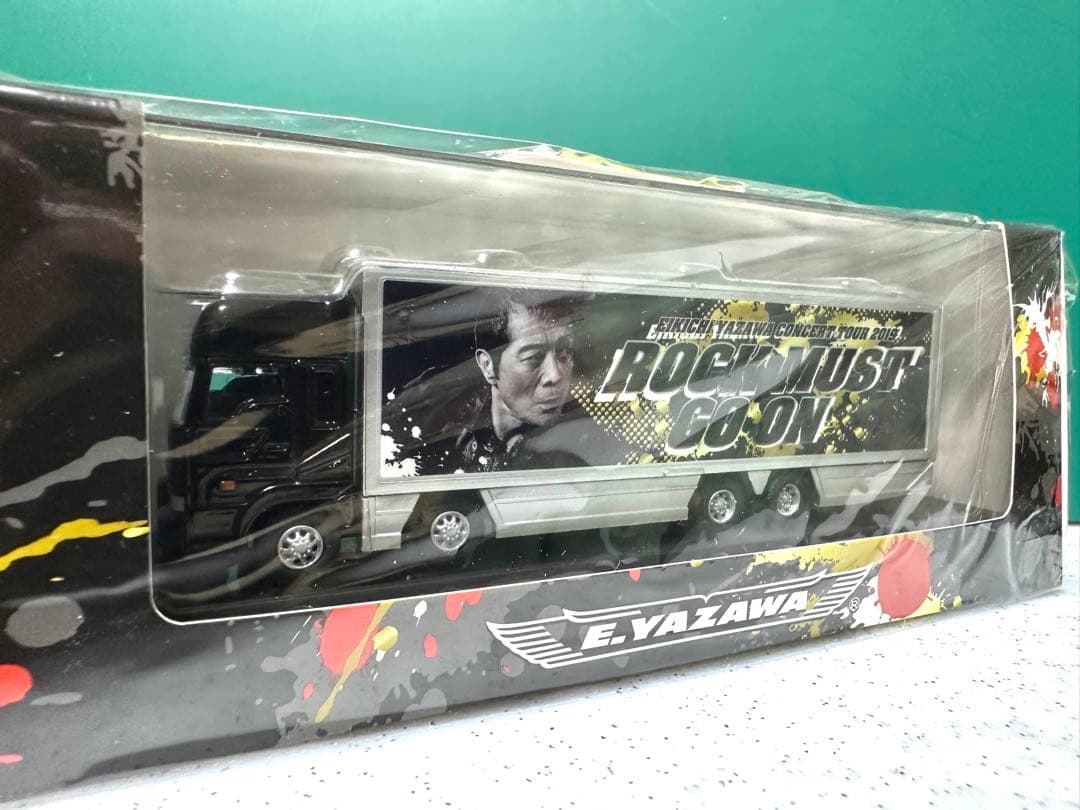 EIKICHI YAZAWA CONCERT TOUR 2019
ROCK MUST
GO ON
E.YAZAWA®